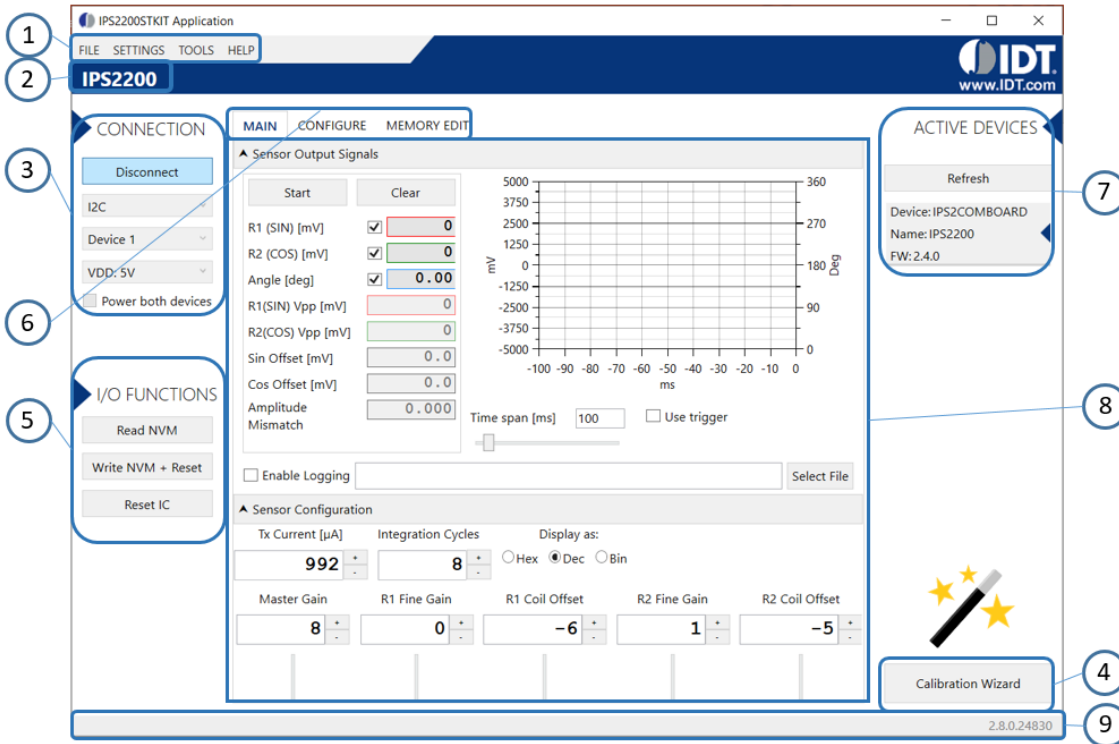 IPS2200STKIT Application
1
FILE SETTINGS TOOLS HELP
IDT
2
IPS2200
www.IDT.com
CONNECTION
MAIN CONFIGURE MEMORY EDIT
ACTIVE DEVICES
Sensor Output Signals
3
Disconnect
Start Clear
5000
360
Refresh
7
I2C
3750
R1 (SIN) [mV] 0
2500
270
Device: IPS2COMBOARD
Device 1
1250
Name: IPS2200
R2 (COS) [mV] 0
mV
0
180
Deg
FW: 2.4.0
VDD: 5V
Angle [deg] 0.00
-1250
Power both devices
R1(SIN) Vpp [mV] 0
-2500
90
6
R2(COS) Vpp [mV] 0
-3750
Sin Offset [mV] 0.0
-5000
0
-100 -90 -80 -70 -60 -50 -40 -30 -20 -10 0
ms
Cos Offset [mV] 0.0
I/O FUNCTIONS
Amplitude
Mismatch
0.000
8
5
Read NVM
Time span [ms] 100 Use trigger
Write NVM + Reset
Enable Logging Select File
Reset IC
Sensor Configuration
Tx Current [µA] Integration Cycles Display as:
992 + - 8 + - Hex Dec Bin
Master Gain R1 Fine Gain R1 Coil Offset R2 Fine Gain R2 Coil Offset
8 + - 0 + - -6 + - 1 + - -5 + -
4
Calibration Wizard
2.8.0.24830
9